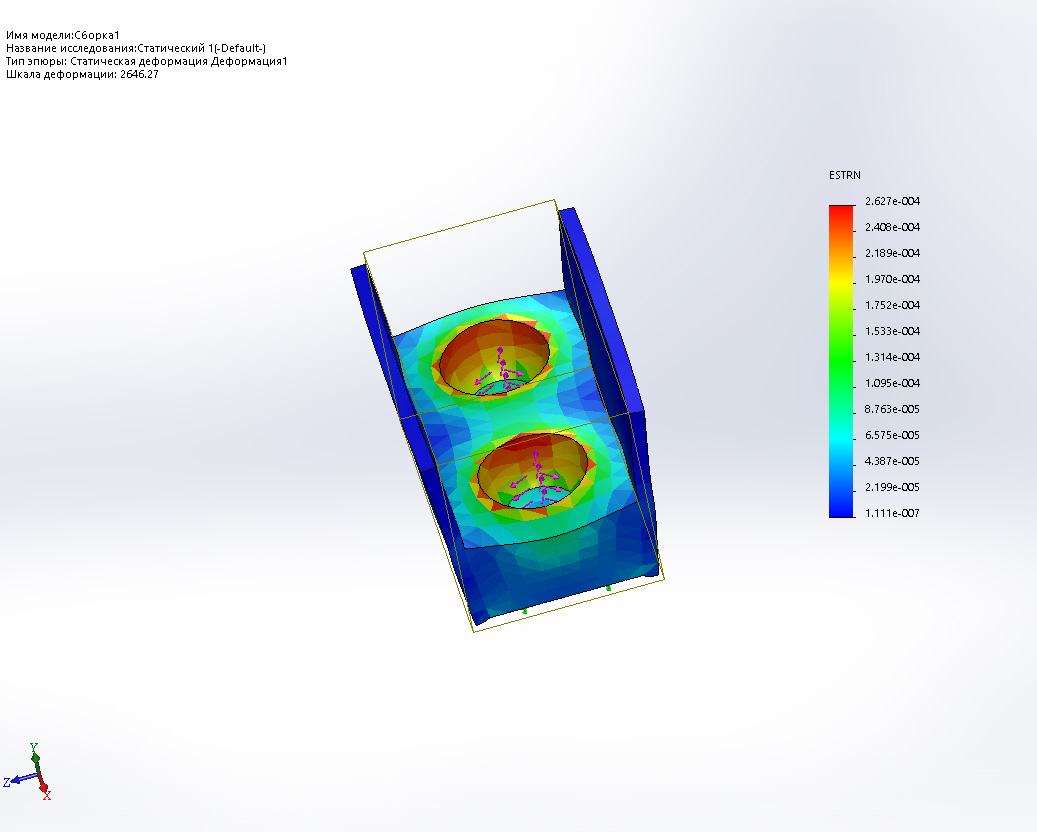 Имя модели:Сборка1
Название исследования:Статический 1(-Default-)
Тип эпюры: Статическая деформация Деформация1
Шкала деформации: 2646.27
ESTRN
2.627e-004
2.408e-004
2.189e-004
1.970e-004
1.752e-004
1.533e-004
1.314e-004
1.095e-004
8.763e-005
6.575e-005
4.387e-005
2.199e-005
1.111e-007
Y
Z
X